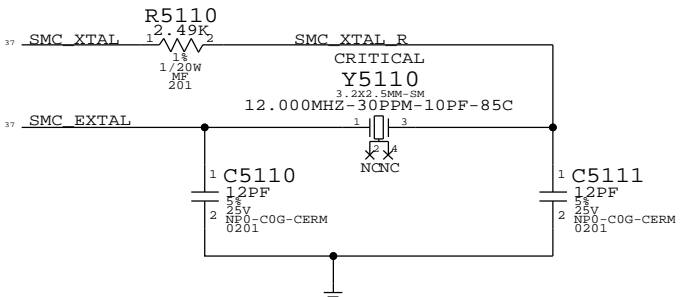 R5110
2.49K
37 SMC_XTAL 1 2 SMC_XTAL_R
1%
1/20W
MF
201
CRITICAL
Y5110
3.2X2.5MM-SM
12.000MHZ-30PPM-10PF-85C
37 SMC_EXTAL 1 3
2 4
NC NC
1 C5110
12PF
5%
2 25V
NP0-C0G-CERM
0201
1 C5111
12PF
5%
2 25V
NP0-C0G-CERM
0201